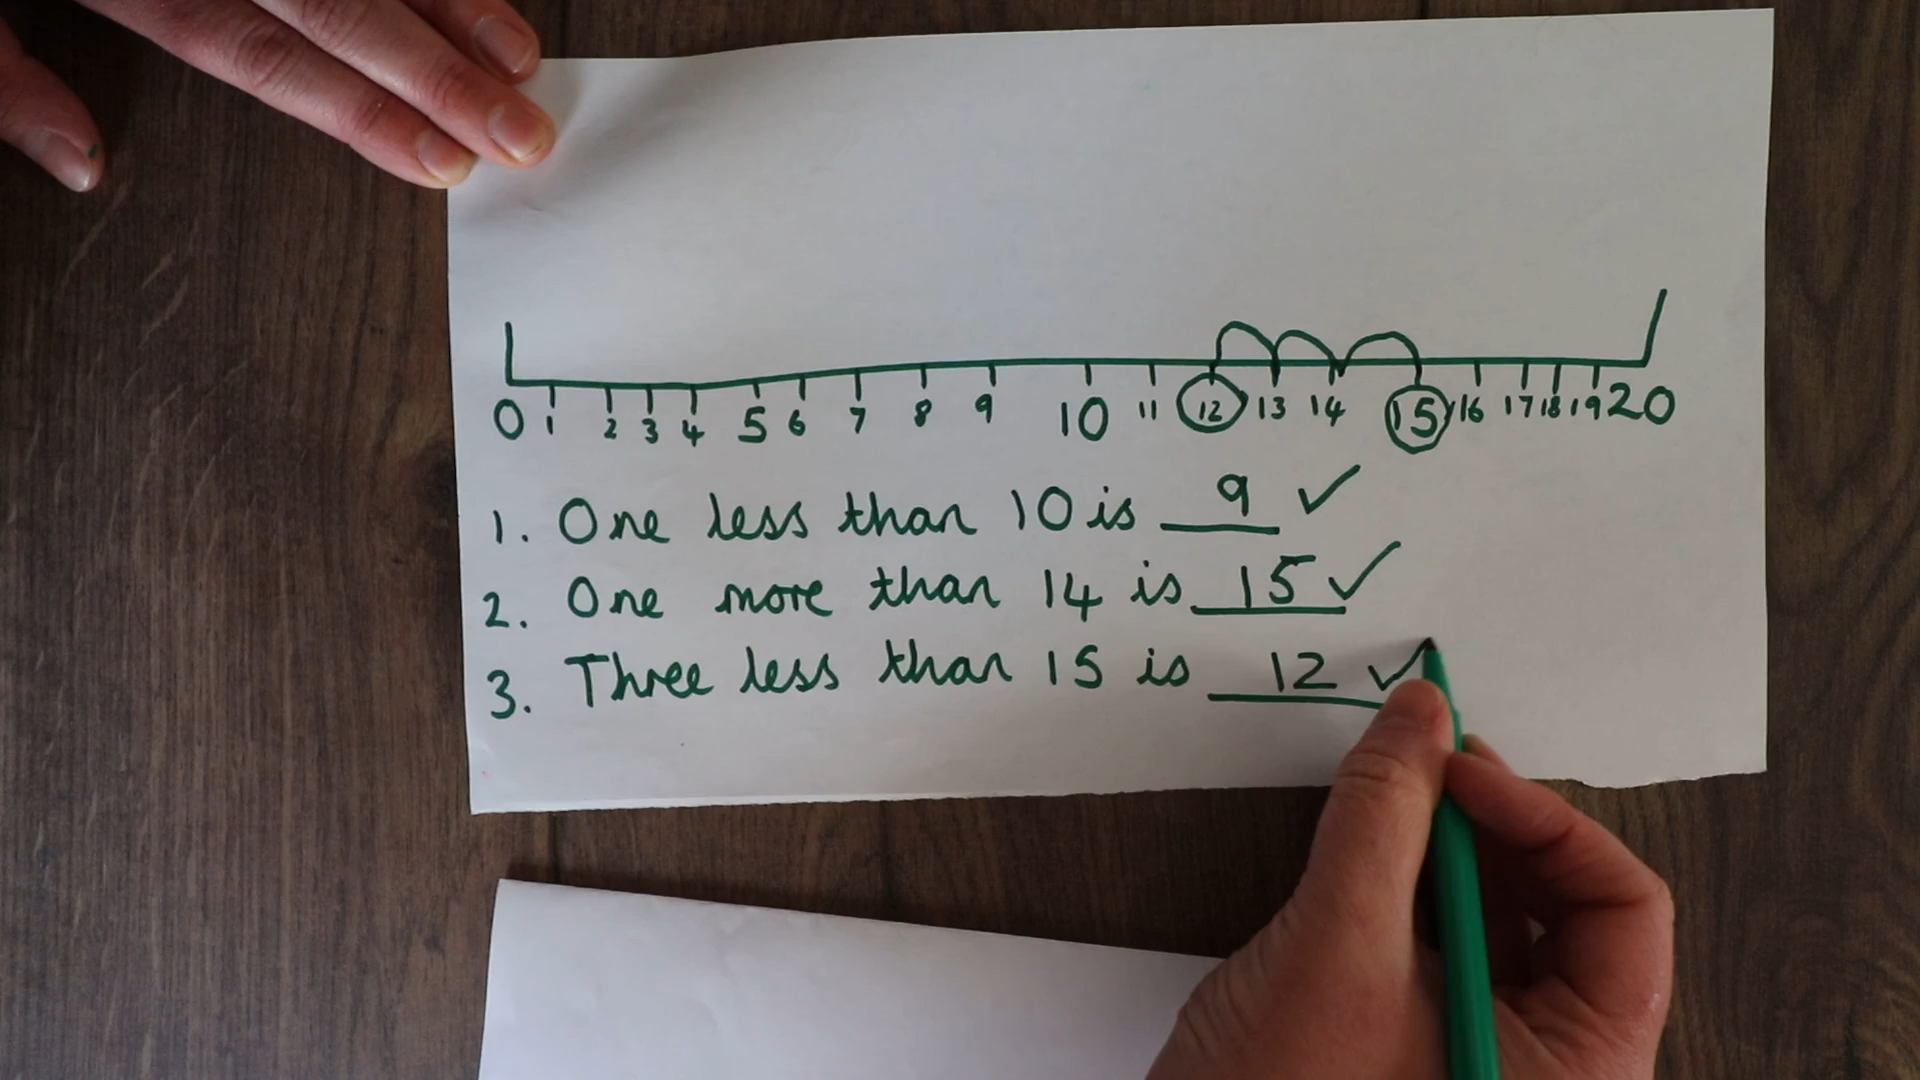 0 1 2 3 4 5 6 7 8 9 10 11 12 13 14 15 16 17 18 19 20
1. One less than 10 is 9 ✓
2. One more than 14 is 15 ✓
3. Three less than 15 is 12 ✓